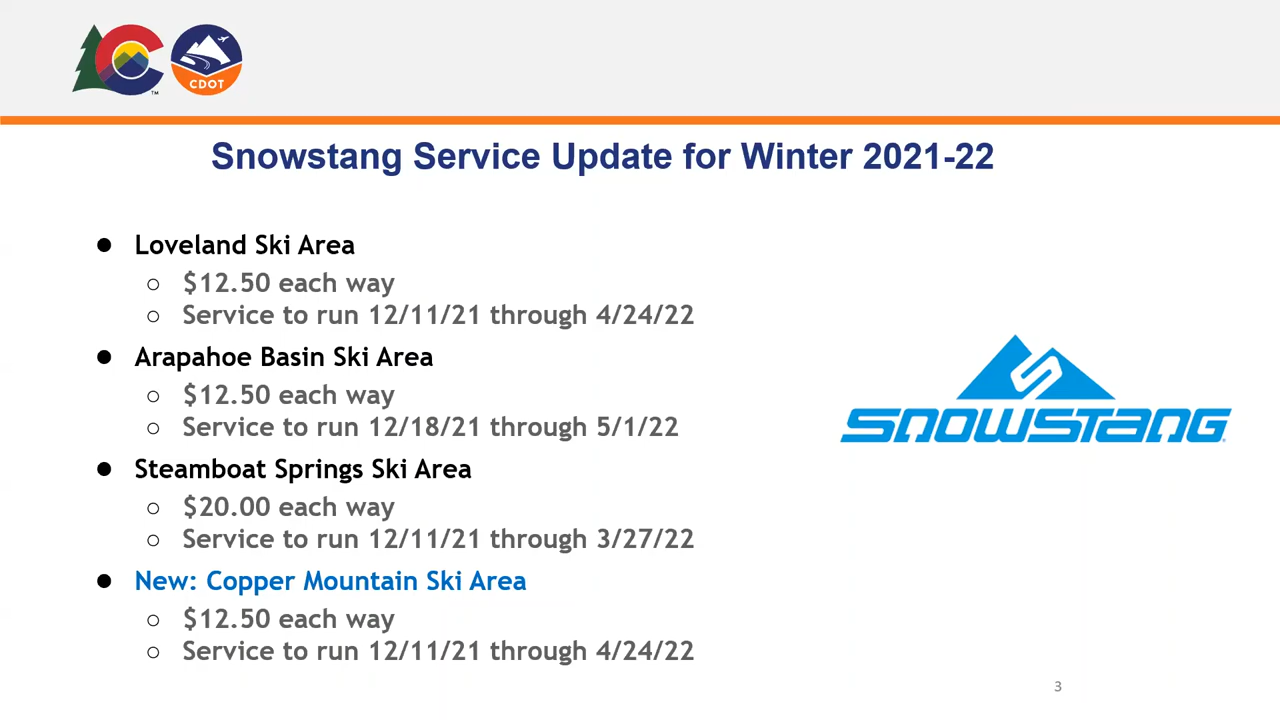 CDOT
TM
Snowstang Service Update for Winter 2021-22
● Loveland Ski Area
○ $12.50 each way
○ Service to run 12/11/21 through 4/24/22
● Arapahoe Basin Ski Area
○ $12.50 each way
○ Service to run 12/18/21 through 5/1/22
● Steamboat Springs Ski Area
○ $20.00 each way
○ Service to run 12/11/21 through 3/27/22
● New: Copper Mountain Ski Area
○ $12.50 each way
○ Service to run 12/11/21 through 4/24/22
SNOWSTANG
3